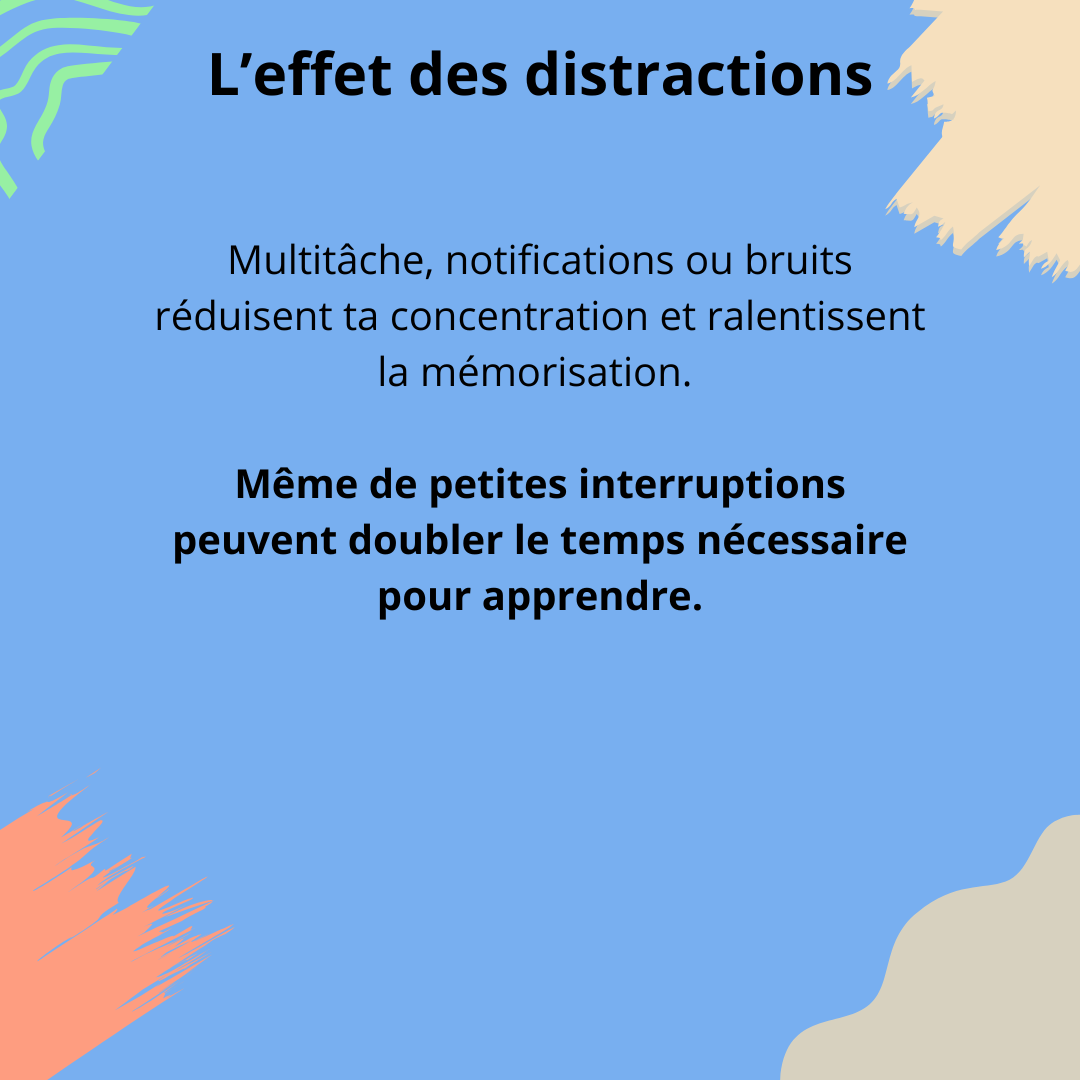 L’effet des distractions
Multitâche, notifications ou bruits
réduisent ta concentration et ralentissent
la mémorisation.
Même de petites interruptions
peuvent doubler le temps nécessaire
pour apprendre.